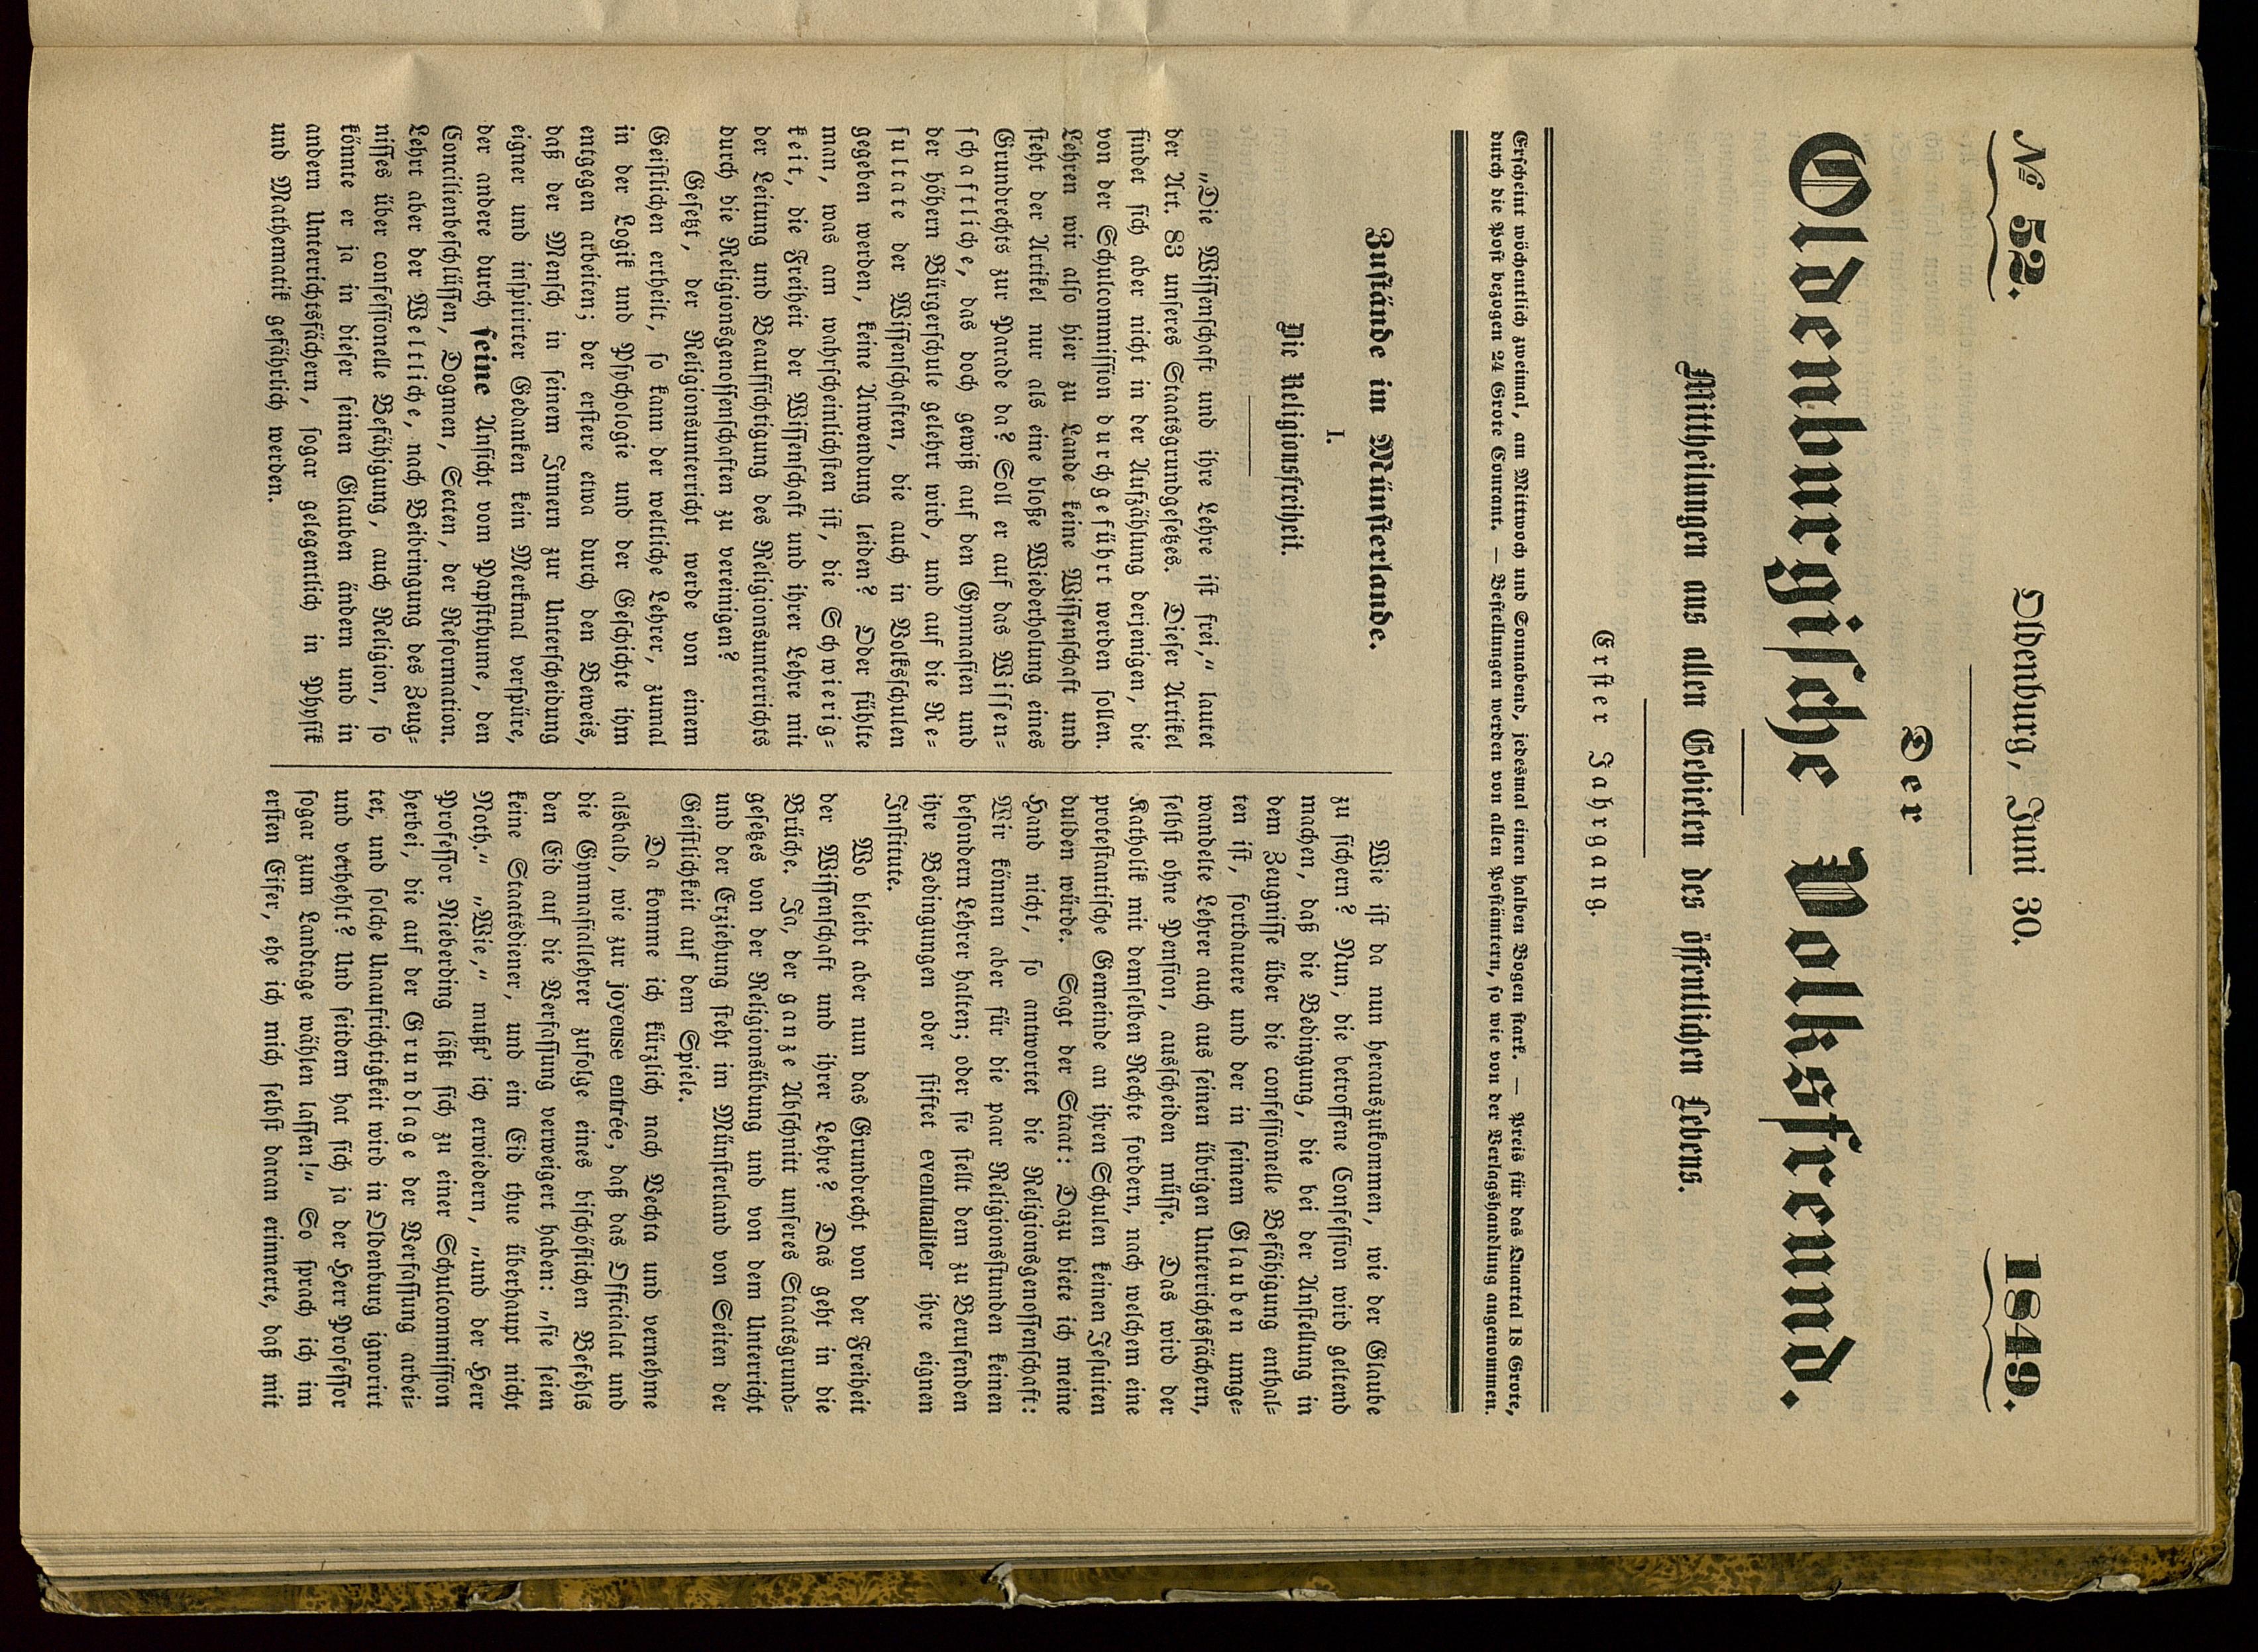 № 52.
Oldenburg, Juni 30.
1849.
Der
Oldenburgische Volksfreund.
Mittheilungen aus allen Gebieten des öffentlichen Lebens.
Erster Jahrgang.
Erscheint wöchentlich zweimal, am Mittwoch und Sonnabend, jedesmal einen halben Bogen stark. — Preis für das Quartal 18 Grote,
durch die Post bezogen 24 Grote Courant. — Bestellungen werden von allen Postämtern, so wie von der Verlagshandlung angenommen.
Zustände im Münsterlande.
I.
Die Religionsfreiheit.
„Die Wissenschaft und ihre Lehre ist frei,“ lautet
der Art. 83 unseres Staatsgrundgesetzes. Dieser Artikel
findet sich aber nicht in der Aufzählung derjenigen, die
von der Schulcommission durchgeführt werden sollen.
Lehren wir also hier zu Lande keine Wissenschaft und
steht der Artikel nur als eine bloße Wiederholung eines
Grundrechts zur Parade da? Soll er auf das Wissen-
schaftliche, das doch gewiß auf den Gymnasien und
der höhern Bürgerschule gelehrt wird, und auf die Re-
sultate der Wissenschaften, die auch in Volksschulen
gegeben werden, keine Anwendung leiden? Oder fühlte
man, was am wahrscheinlichsten ist, die Schwierig-
keit, die Freiheit der Wissenschaft und ihrer Lehre mit
der Leitung und Beaufsichtigung des Religionsunterrichts
durch die Religionsgenossenschaften zu vereinigen?
Gesetzt, der Religionsunterricht werde von einem
Geistlichen ertheilt, so kann der weltliche Lehrer, zumal
in der Logik und Psychologie und der Geschichte ihm
entgegen arbeiten; der erstere etwa durch den Beweis,
daß der Mensch in seinem Innern zur Unterscheidung
eigner und inspirirter Gedanken kein Merkmal verspüre,
der andere durch seine Ansicht vom Papstthume, den
Concilienbeschlüssen, Dogmen, Secten, der Reformation.
Lehrt aber der Weltliche, nach Beibringung des Zeug-
nisses über confessionelle Befähigung, auch Religion, so
könnte er ja in dieser seinen Glauben ändern und in
andern Unterrichtsfächern, sogar gelegentlich in Physik
und Mathematik gefährlich werden.
Wie ist da nun herauszukommen, wie der Glaube
zu sichern? Nun, die betroffene Confession wird geltend
machen, daß die Bedingung, die bei der Anstellung in
dem Zeugnisse über die confessionelle Befähigung enthal-
ten ist, fortdauere und der in seinem Glauben umge-
wandelte Lehrer auch aus seinen übrigen Unterrichtsfächern,
selbst ohne Pension, ausscheiden müsse. Das wird der
Katholik mit demselben Rechte fordern, nach welchem eine
protestantische Gemeinde an ihren Schulen keinen Jesuiten
dulden würde. Sagt der Staat: Dazu biete ich meine
Hand nicht, so antwortet die Religionsgenossenschaft:
Wir können aber für die paar Religionsstunden keinen
besondern Lehrer halten; oder sie stellt dem zu Berufenden
ihre Bedingungen oder stiftet eventualiter ihre eignen
Institute.
Wo bleibt aber nun das Grundrecht von der Freiheit
der Wissenschaft und ihrer Lehre? Das geht in die
Brüche. Ja, der ganze Abschnitt unseres Staatsgrund-
gesetzes von der Religionsübung und von dem Unterricht
und der Erziehung steht im Münsterland von Seiten der
Geistlichkeit auf dem Spiele.
Da komme ich kürzlich nach Vechta und vernehme
alsbald, wie zur joyeuse entrée, daß das Officialat und
die Gymnasiallehrer zufolge eines bischöflichen Befehls
den Eid auf die Verfassung verweigert haben: „sie seien
keine Staatsdiener, und ein Eid thue überhaupt nicht
Noth.“ „Wie,“ mußt’ ich erwiedern, „und der Herr
Professor Nieberding läßt sich zu einer Schulcommission
herbei, die auf der Grundlage der Verfassung arbei-
tet, und solche Unaufrichtigkeit wird in Oldenburg ignorirt
und verhehlt? Und seitdem hat sich ja der Herr Professor
sogar zum Landtage wählen lassen!“ So sprach ich im
ersten Eifer, ehe ich mich selbst daran erinnerte, daß mit